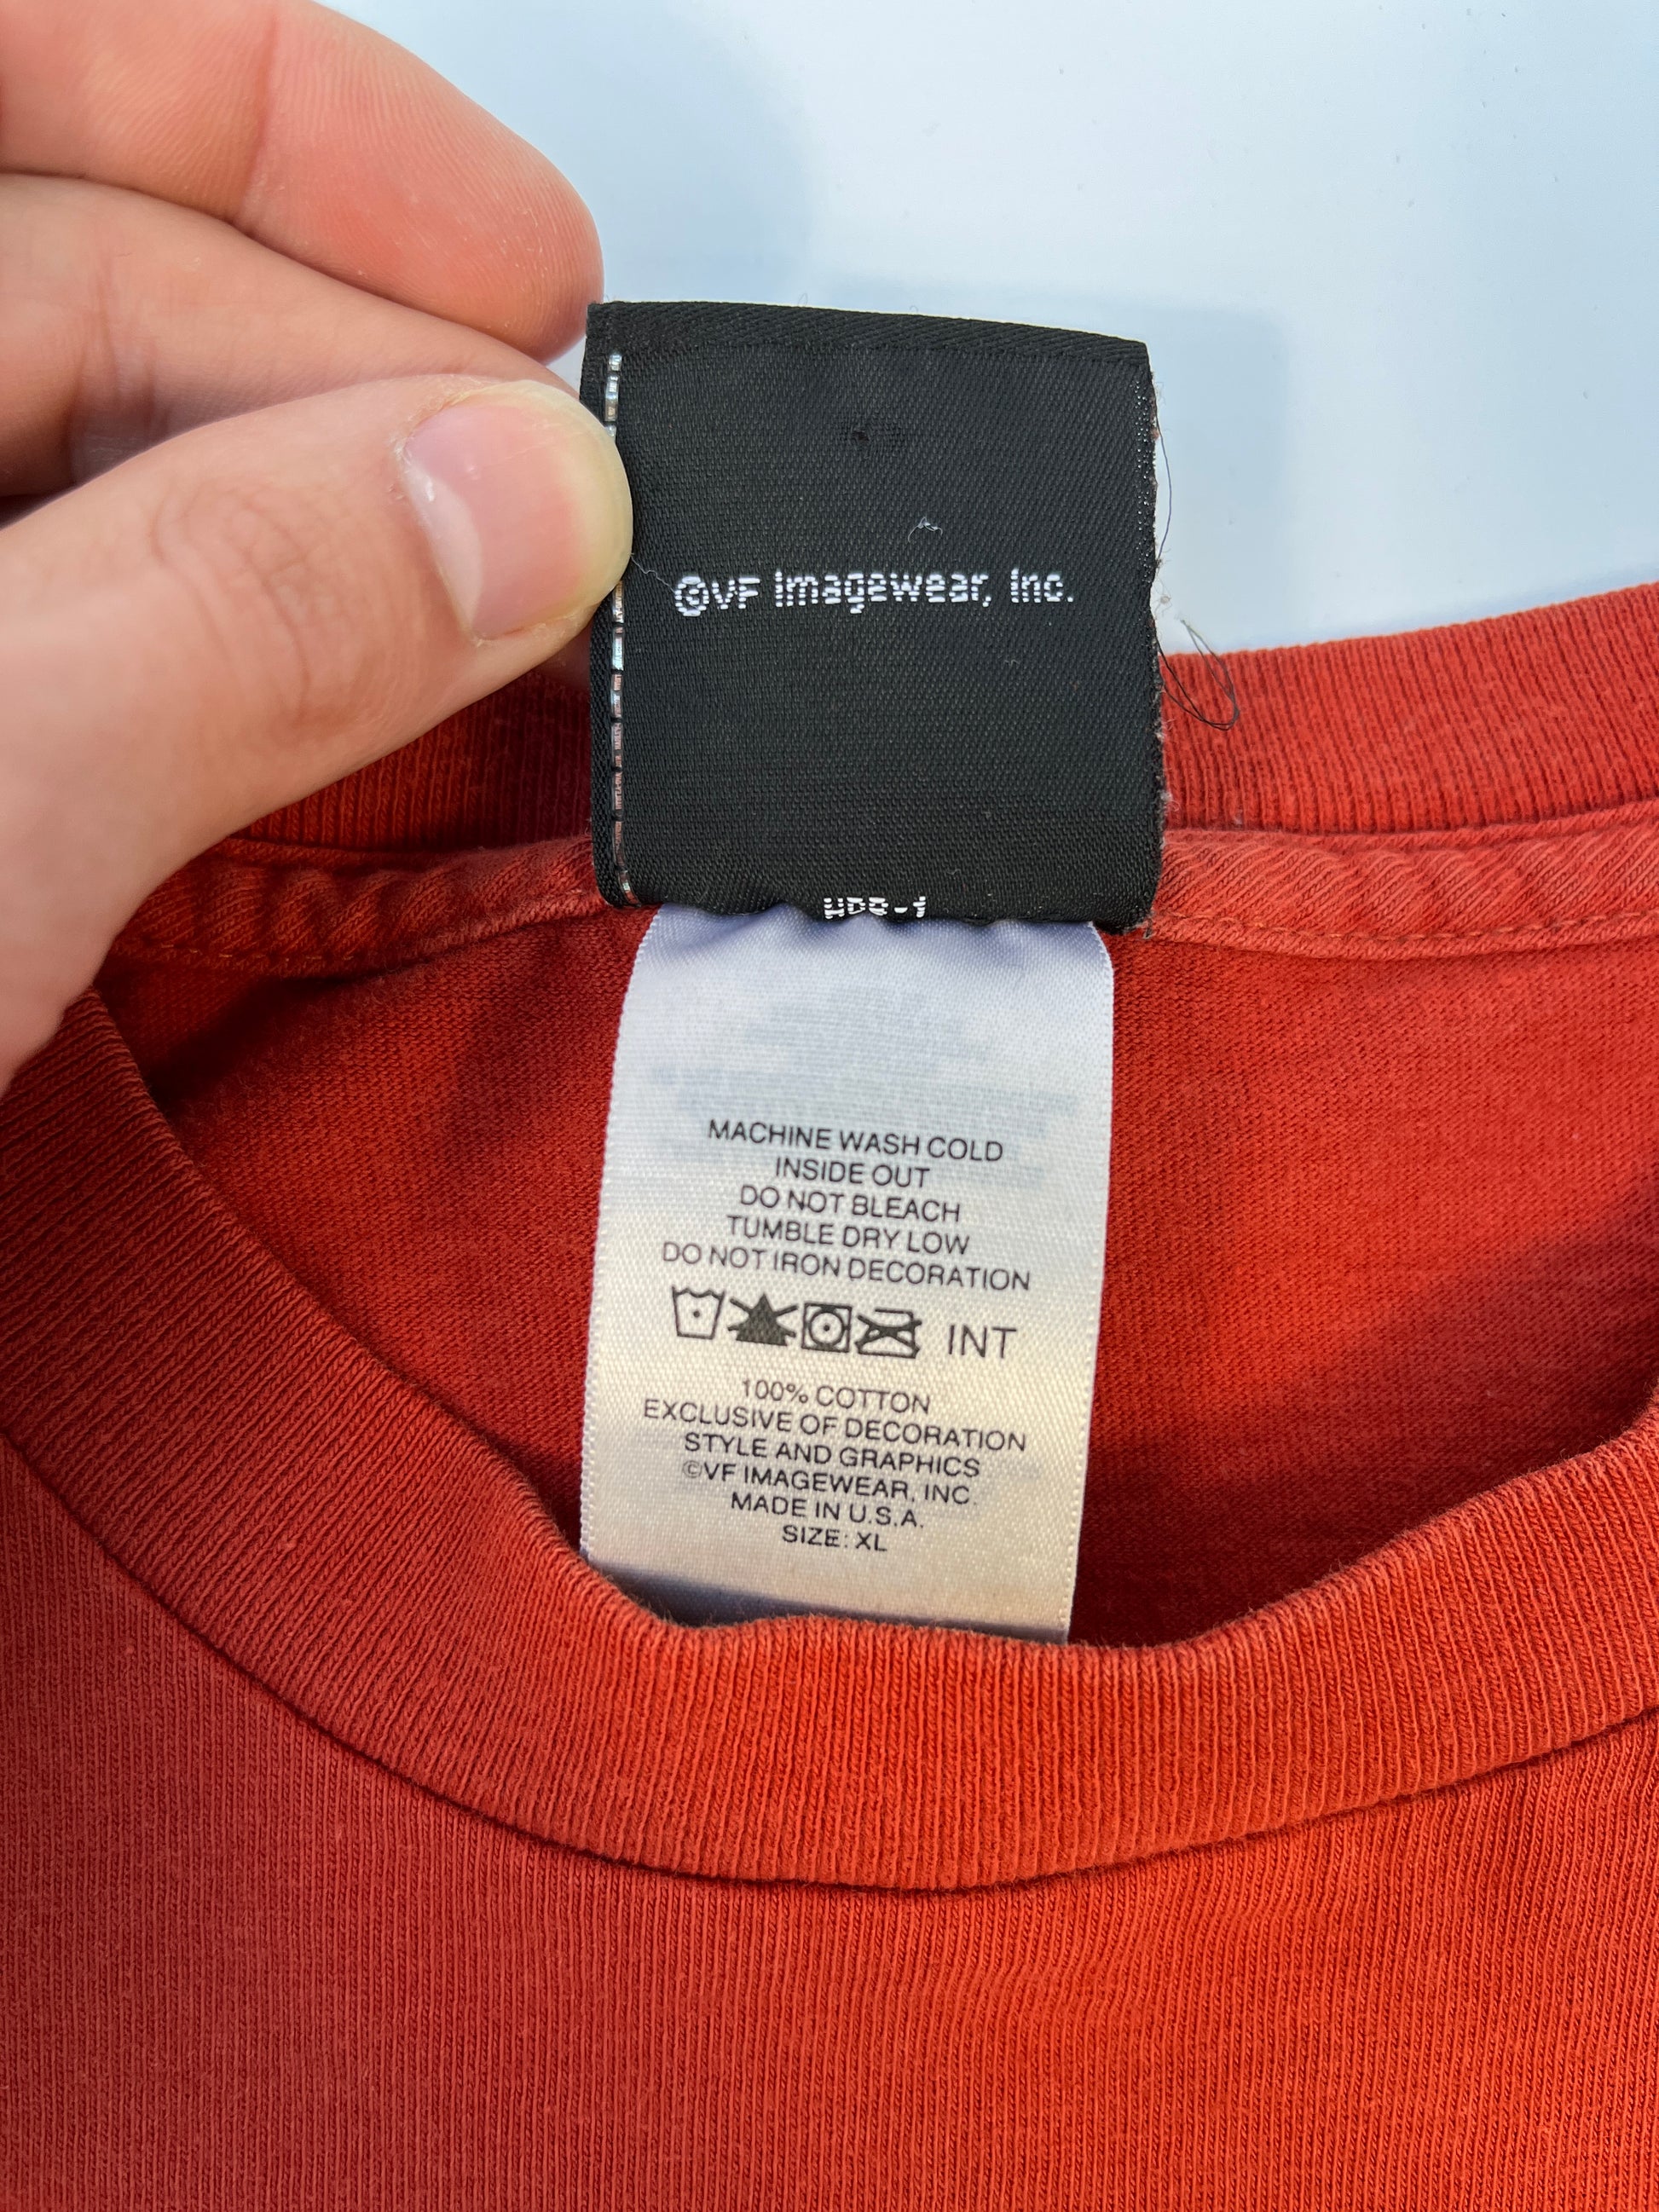 ©VF Imagewear, Inc.
MACHINE WASH COLD
INSIDE OUT
DO NOT BLEACH
TUMBLE DRY LOW
DO NOT IRON DECORATION
INT
100% COTTON
EXCLUSIVE OF DECORATION
STYLE AND GRAPHICS
©VF IMAGEWEAR, INC.
MADE IN U.S.A.
SIZE: XL